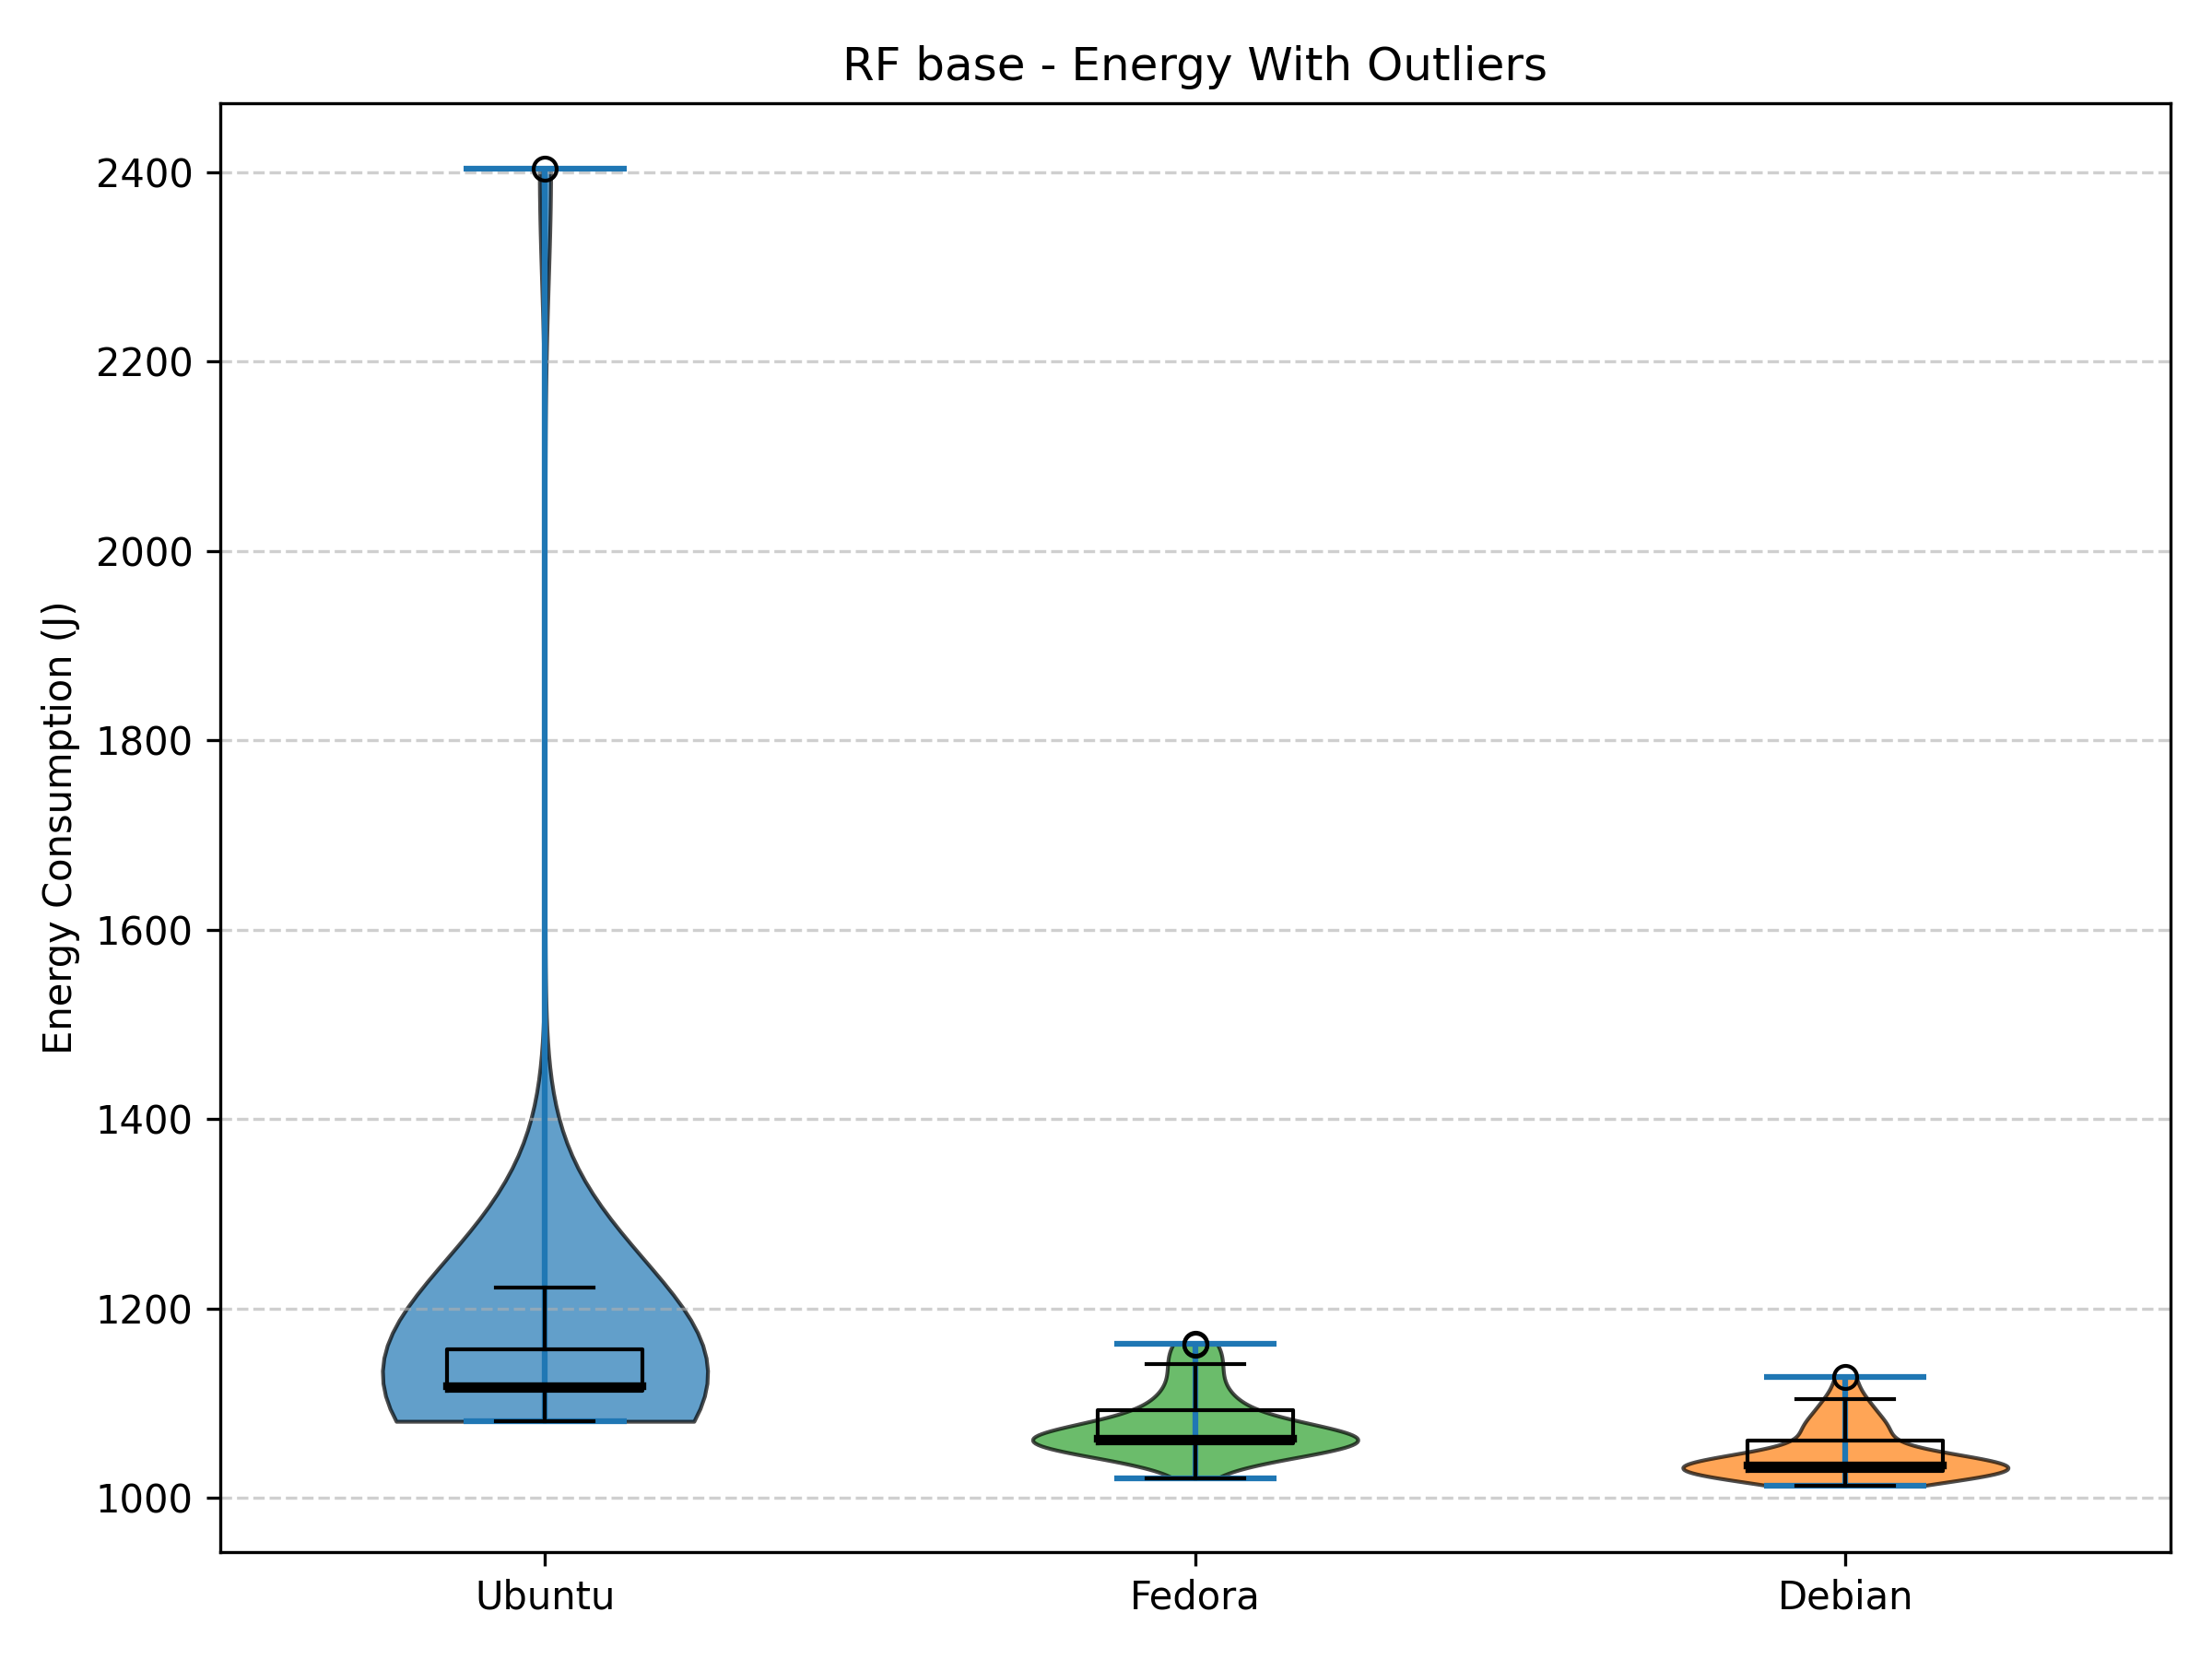 RF base - Energy With Outliers
Energy Consumption (J)
2400
2200
2000
1800
1600
1400
1200
1000
Ubuntu
Fedora
Debian